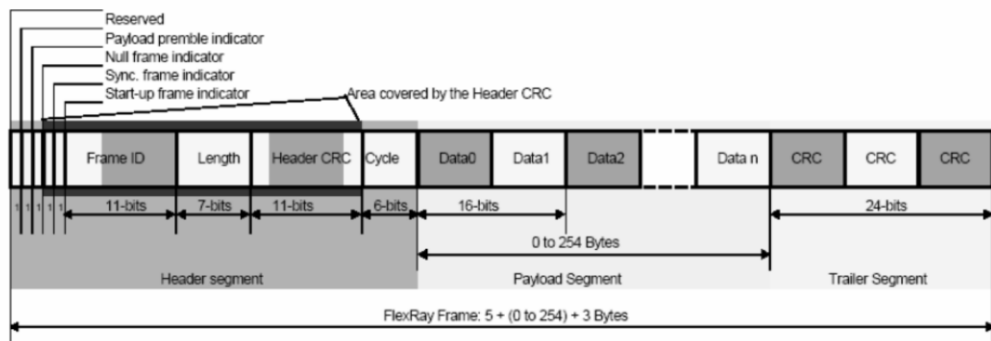 Reserved
Payload premble indicator
Null frame indicator
Sync. frame indicator
Start-up frame indicator
Area covered by the Header CRC
Frame ID Length Header CRC Cycle Data0 Data1 Data2 Data n CRC CRC CRC
1 1 1 1 1 11-bits 7-bits 11-bits 6-bits 16-bits 24-bits
0 to 254 Bytes
Header segment Payload Segment Trailer Segment
FlexRay Frame: 5 + (0 to 254) + 3 Bytes